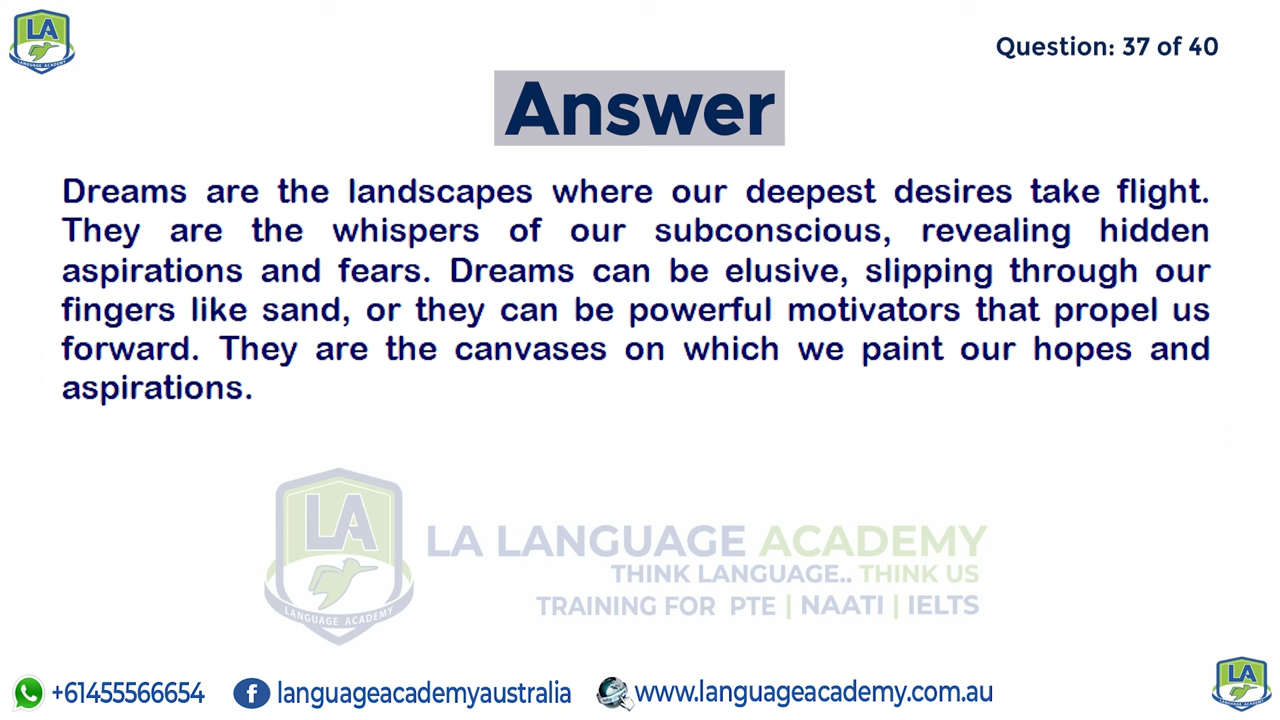 LA
LANGUAGE ACADEMY
Question: 37 of 40
Answer
Dreams are the landscapes where our deepest desires take flight.
They are the whispers of our subconscious, revealing hidden
aspirations and fears. Dreams can be elusive, slipping through our
fingers like sand, or they can be powerful motivators that propel us
forward. They are the canvases on which we paint our hopes and
aspirations.
LA
LANGUAGE ACADEMY
LA LANGUAGE ACADEMY
THINK LANGUAGE.. THINK US
TRAINING FOR PTE | NAATI | IELTS
+61455566654
languageacademyaustralia
www.languageacademy.com.au
LA
LANGUAGE ACADEMY